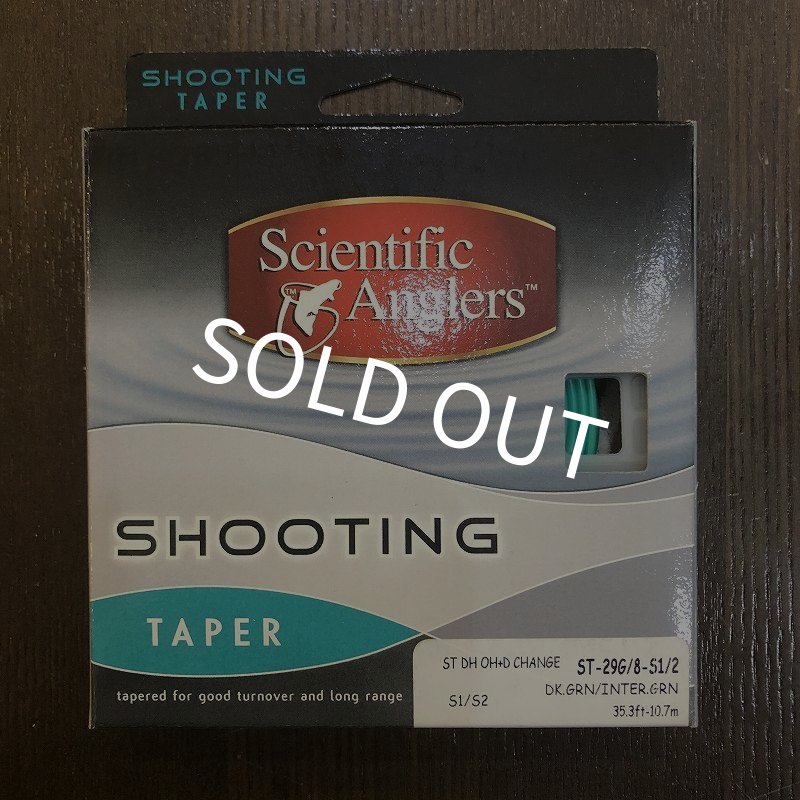 SHOOTING
TAPER
Scientific
Anglers™
TM
SOLD OUT
SHOOTING
TAPER
tapered for good turnover and long range
ST DH OH+D CHANGE ST-29G/8-S1/2
DK.GRN/INTER.GRN
S1/S2
35.3ft-10.7m